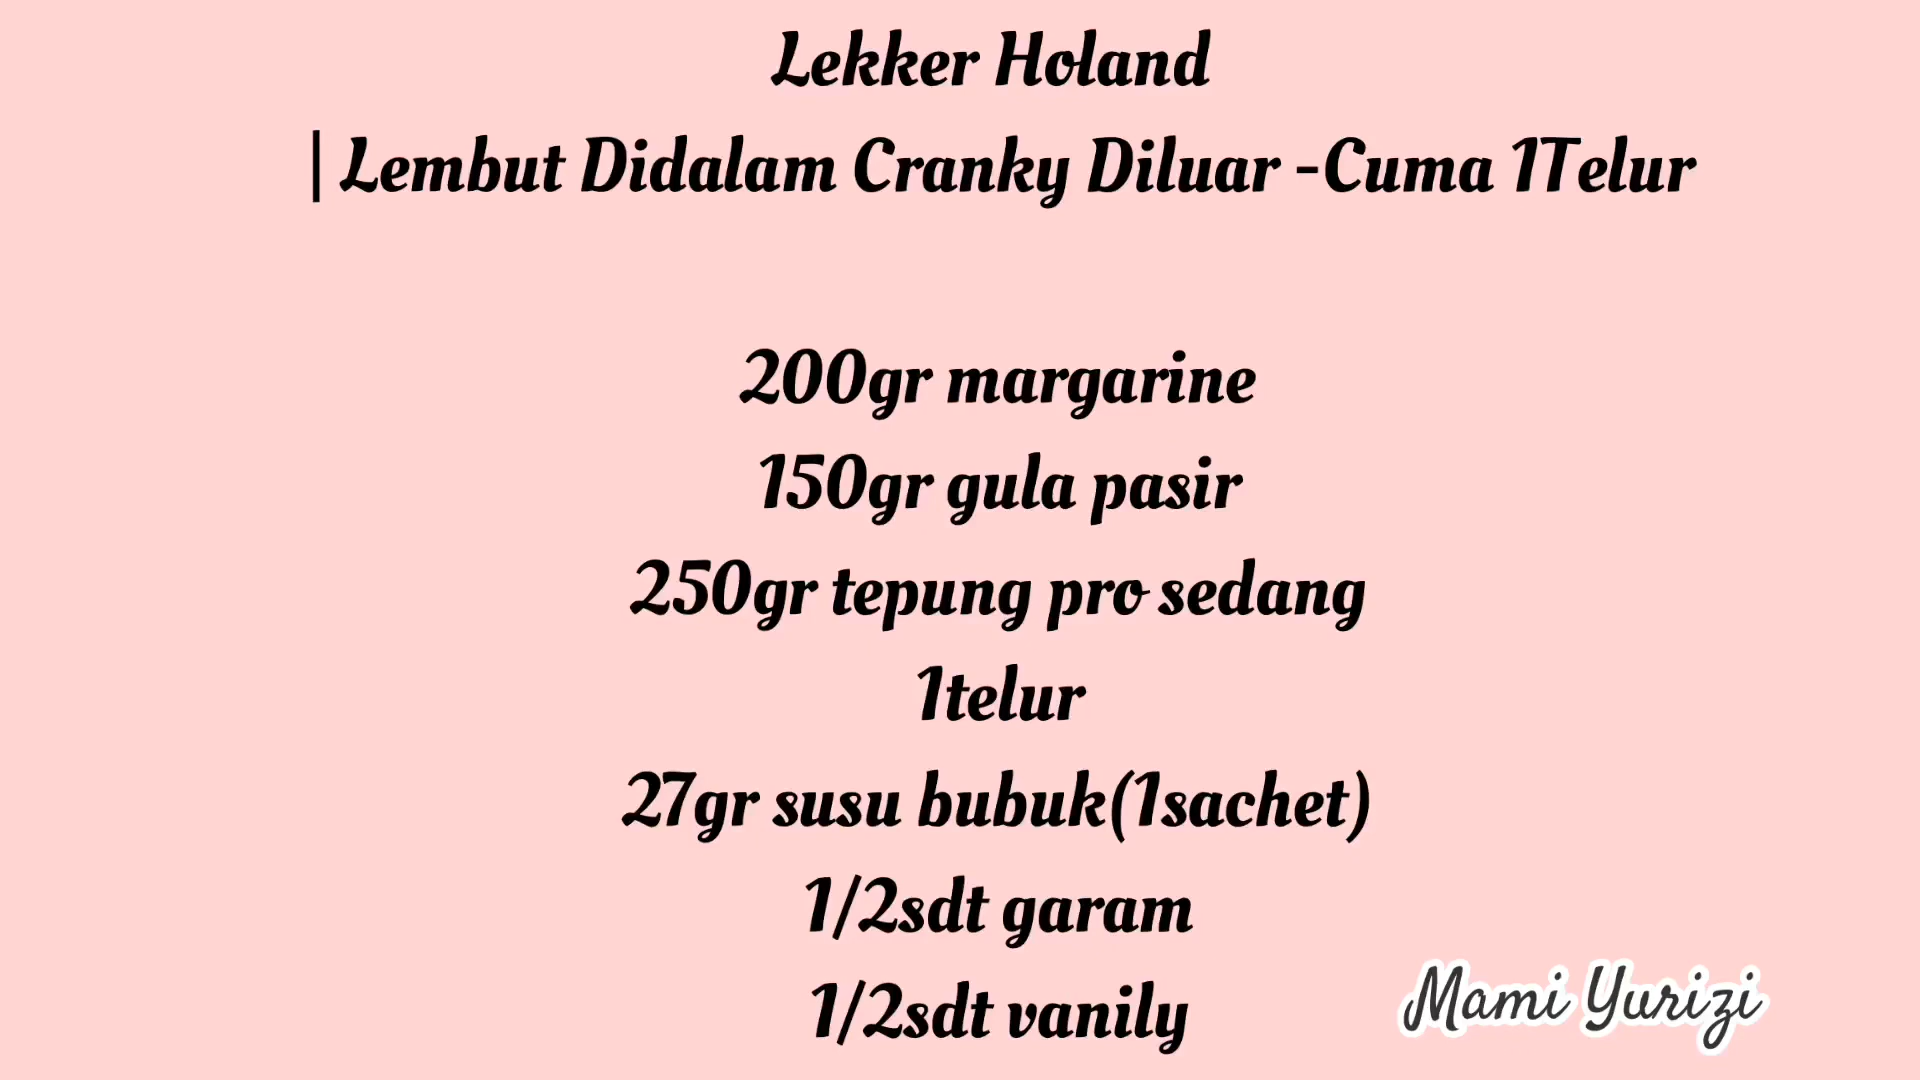 Lekker Holand
| Lembut Didalam Cranky Diluar -Cuma 1Telur
200gr margarine
150gr gula pasir
250gr tepung pro sedang
1telur
27gr susu bubuk(1sachet)
1/2sdt garam
1/2sdt vanily
Mami Yurizi